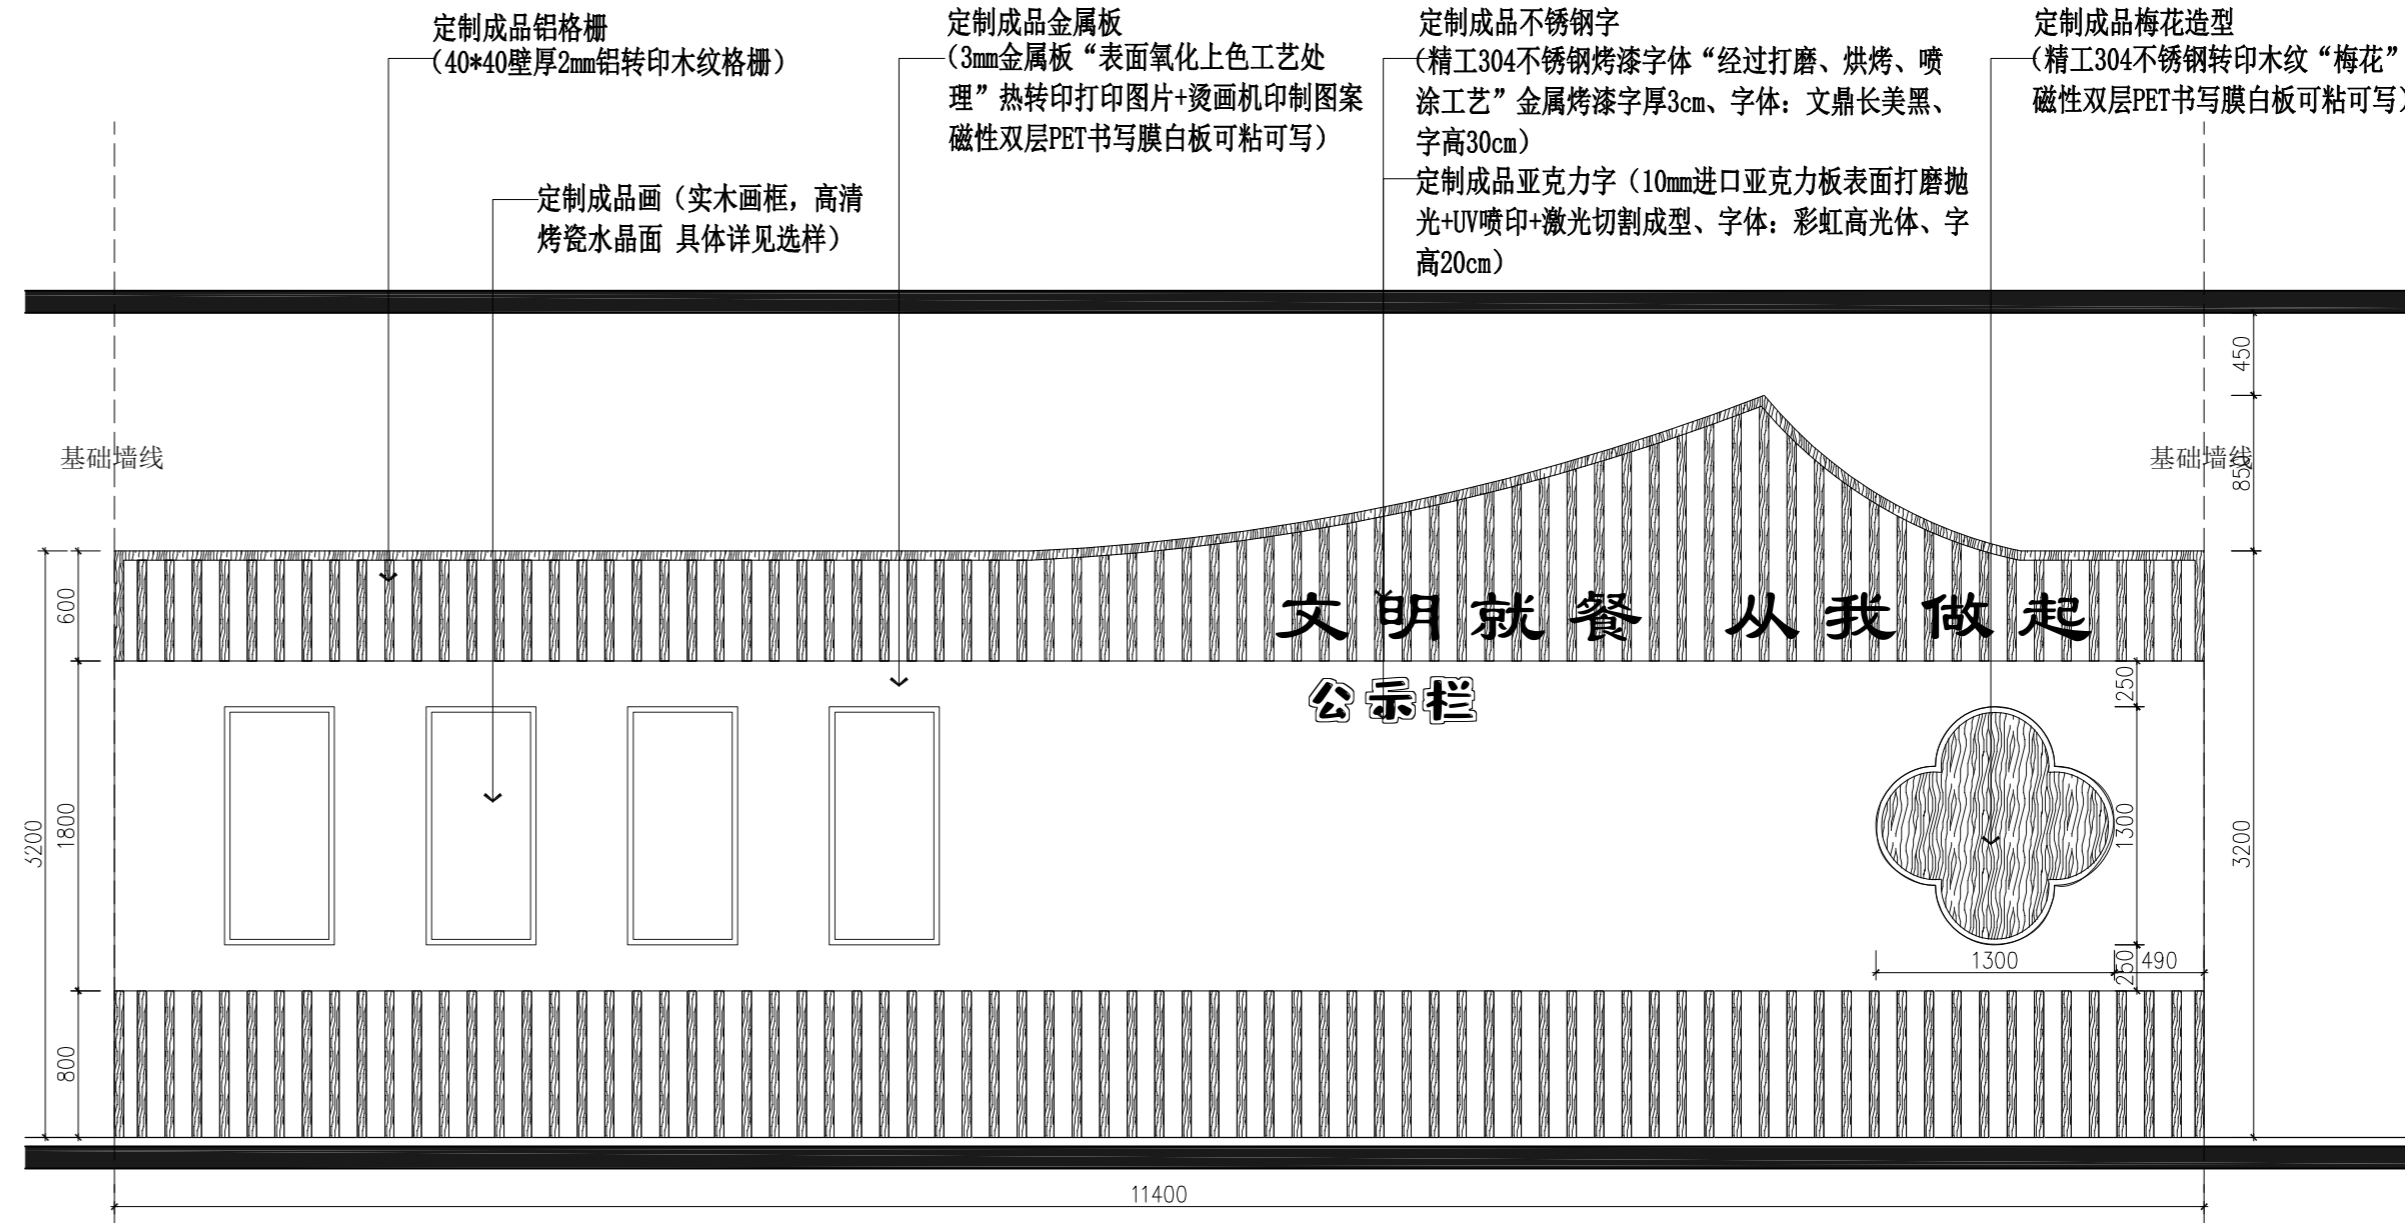 定制成品铝格栅
（40*40壁厚2mm铝转印木纹格栅）
定制成品画（实木画框，高清
烤瓷水晶面 具体详见选样）
定制成品金属板
（3mm金属板“表面氧化上色工艺处
理”热转印打印图片+烫画机印制图案
磁性双层PET书写膜白板可粘可写）
定制成品不锈钢字
（精工304不锈钢烤漆字体“经过打磨、烘烤、喷
涂工艺”金属烤漆字厚3cm、字体：文鼎长美黑、
字高30cm）
定制成品亚克力字（10mm进口亚克力板表面打磨抛
光+UV喷印+激光切割成型、字体：彩虹高光体、字
高20cm）
定制成品梅花造型
（精工304不锈钢转印木纹“梅花”
磁性双层PET书写膜白板可粘可写）
基础墙线
基础墙线
450
850
3200
3200
600
1800
800
文明就餐 从我做起
公示栏
250
1300
250
1300
490
11400